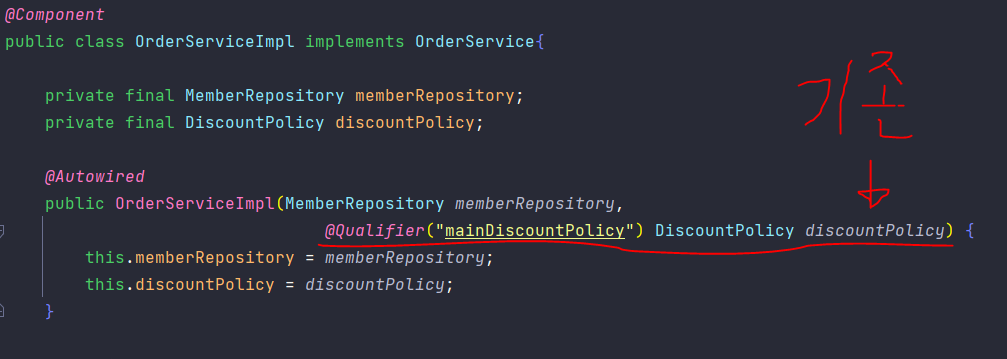 @Component
public class OrderServiceImpl implements OrderService{
private final MemberRepository memberRepository;
private final DiscountPolicy discountPolicy;
기존
@Autowired
public OrderServiceImpl(MemberRepository memberRepository,
@Qualifier("mainDiscountPolicy") DiscountPolicy discountPolicy) {
this.memberRepository = memberRepository;
this.discountPolicy = discountPolicy;
}